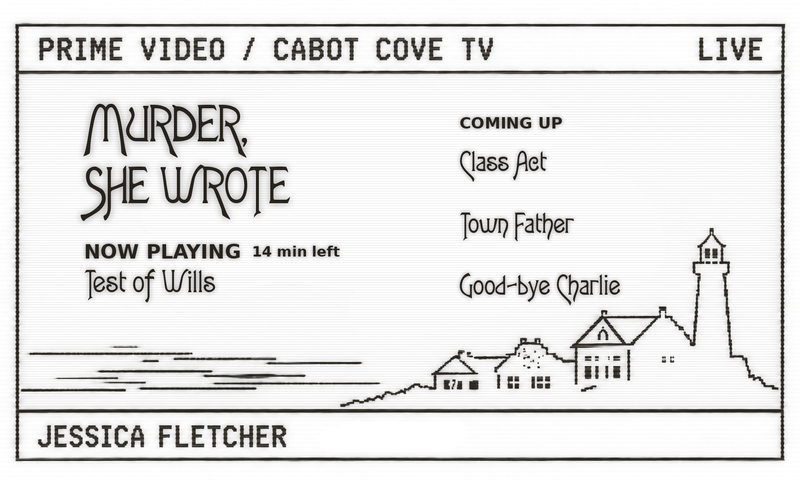 PRIME VIDEO / CABOT COVE TV
LIVE
MURDER,
SHE WROTE
NOW PLAYING 14 min left
Test of Wills
COMING UP
Class Act
Town Father
Good-bye Charlie
JESSICA FLETCHER